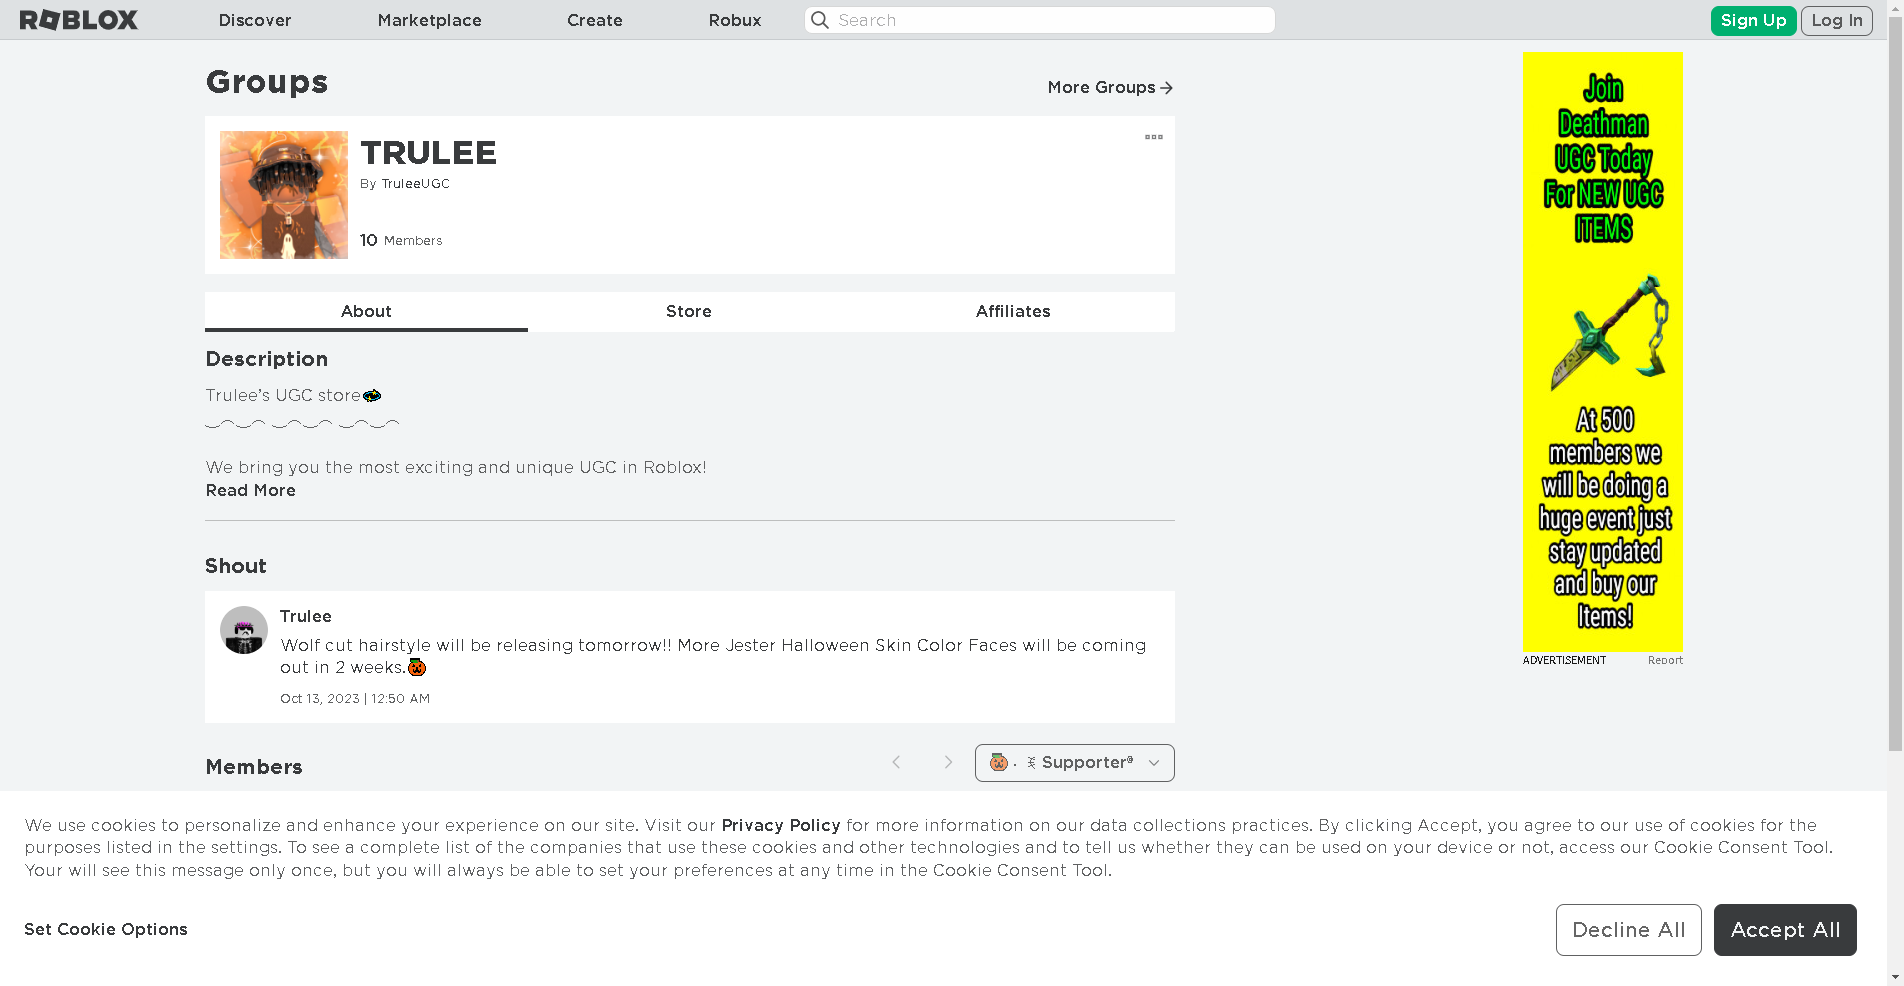 ROBLOX
Discover
Marketplace
Create
Robux
Search
Sign Up
Log In
Groups
More Groups
TRULEE
By TruleeUGC
10 Members
About
Store
Affiliates
Description
Trulee's UGC store
We bring you the most exciting and unique UGC in Roblox!
Read More
Shout
Trulee
Wolf cut hairstyle will be releasing tomorrow!! More Jester Halloween Skin Color Faces will be coming
out in 2 weeks.🎃
Oct 13, 2023 | 12:50 AM
Members
🎃 . Supporter
Join
Deathman
UGC Today
For NEW UGC
ITEMS
At 500
members we
will be doing a
huge event just
stay updated
and buy our
Items!
ADVERTISEMENT
Report
We use cookies to personalize and enhance your experience on our site. Visit our Privacy Policy for more information on our data collections practices. By clicking Accept, you agree to our use of cookies for the
purposes listed in the settings. To see a complete list of the companies that use these cookies and other technologies and to tell us whether they can be used on your device or not, access our Cookie Consent Tool.
Your will see this message only once, but you will always be able to set your preferences at any time in the Cookie Consent Tool.
Set Cookie Options
Decline All
Accept All